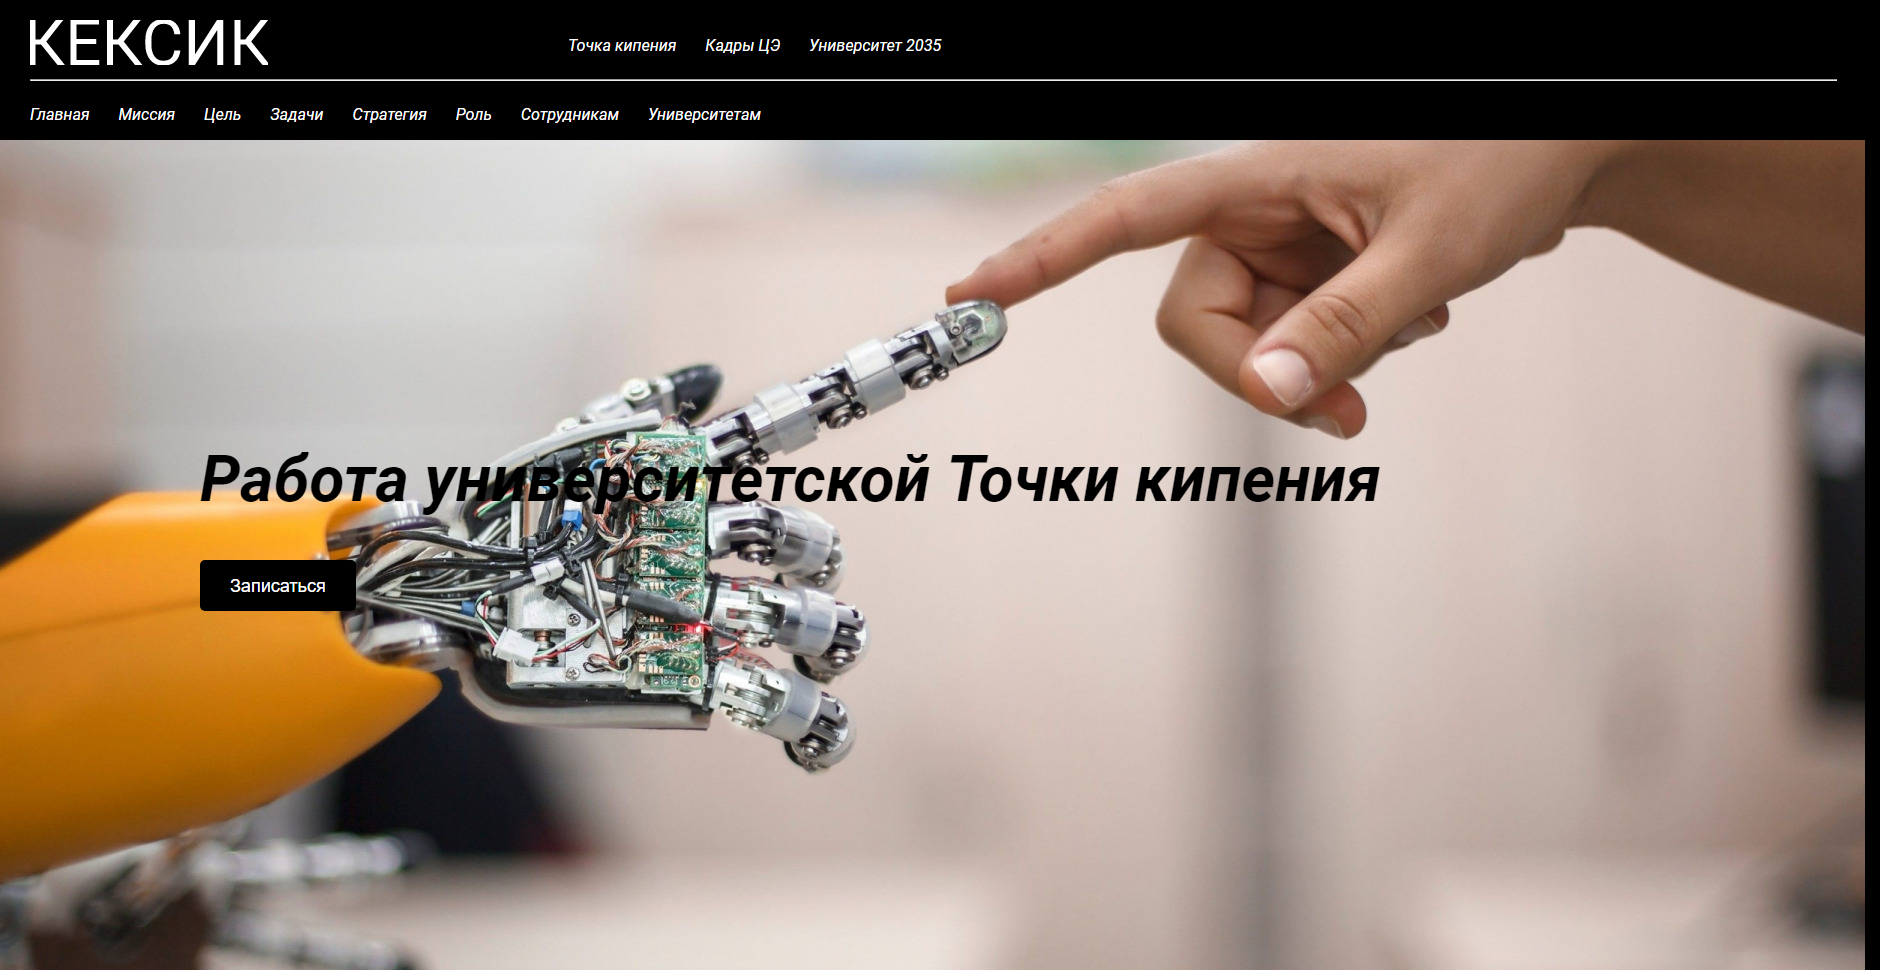 КЕКСИК
Точка кипения Кадры ЦЭ Университет 2035
Главная Миссия Цель Задачи Стратегия Роль Сотрудникам Университетам
Работа университетской Точки кипения
Записаться